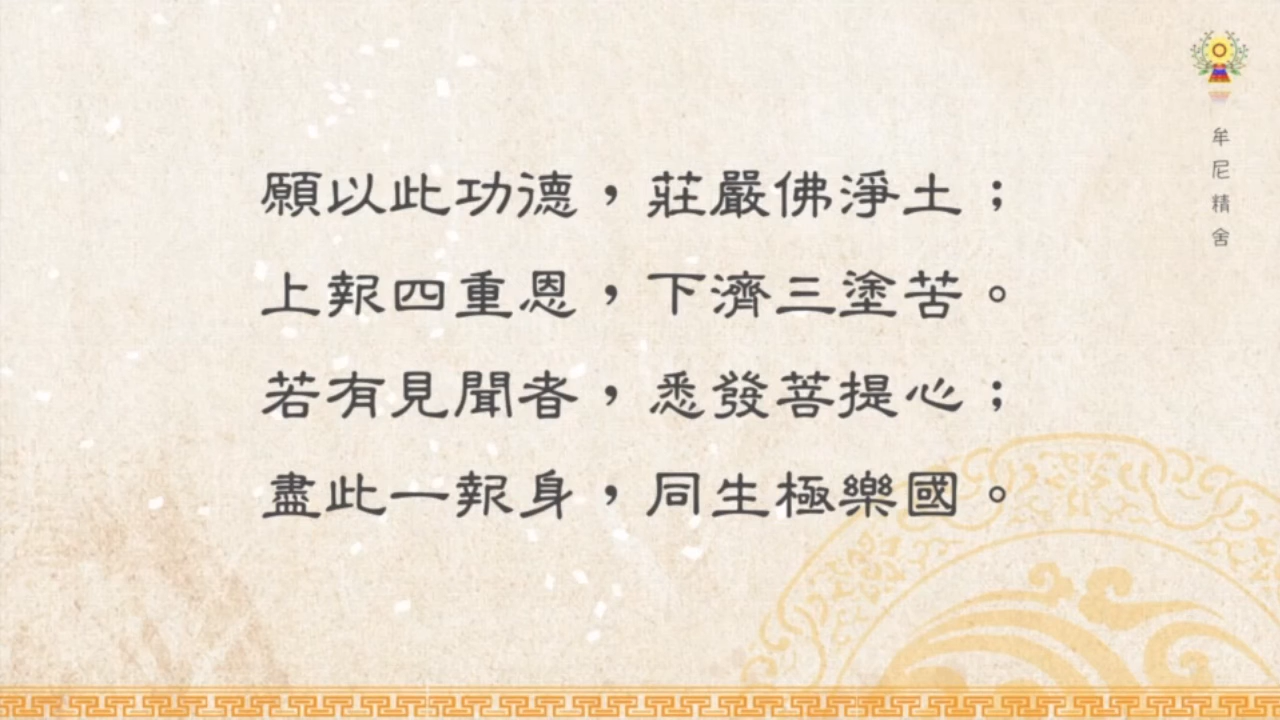 願以此功德，莊嚴佛淨土；
上報四重恩，下濟三塗苦。
若有見聞者，悉發菩提心；
盡此一報身，同生極樂國。
牟尼精舍